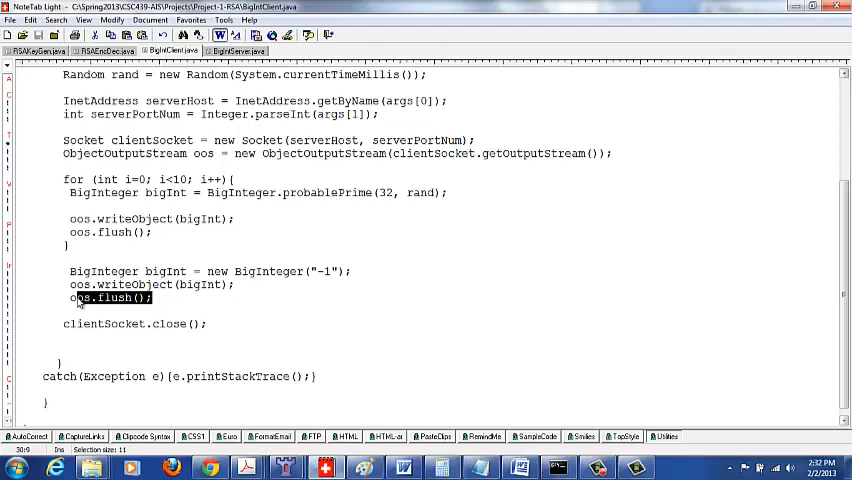 NoteTab Light - C:\Spring2013\CSC439-AIS\Projects\Project-1-RSA\BigIntClient.java
File Edit Search View Modify Document Favorites Tools Help
RSAKeyGen.java RSAEncDec.java BigIntClient.java BigIntServer.java
Random rand = new Random(System.currentTimeMillis());
InetAddress serverHost = InetAddress.getByName(args[0]);
int serverPortNum = Integer.parseInt(args[1]);
Socket clientSocket = new Socket(serverHost, serverPortNum);
ObjectOutputStream oos = new ObjectOutputStream(clientSocket.getOutputStream());
for (int i=0; i<10; i++){
BigInteger bigInt = BigInteger.probablePrime(32, rand);
oos.writeObject(bigInt);
oos.flush();
}
BigInteger bigInt = new BigInteger("-1");
oos.writeObject(bigInt);
oos.flush();
clientSocket.close();
}
catch(Exception e){e.printStackTrace();}
}
AutoCorrect CaptureLinks Clipcode Syntax CSS1 Euro FormatEmail FTP HTML HTML-ar PasteClips RemindMe SampleCode Smilies TopStyle Utilities
30:9 Selection size: 11
2:32 PM
2/2/2013